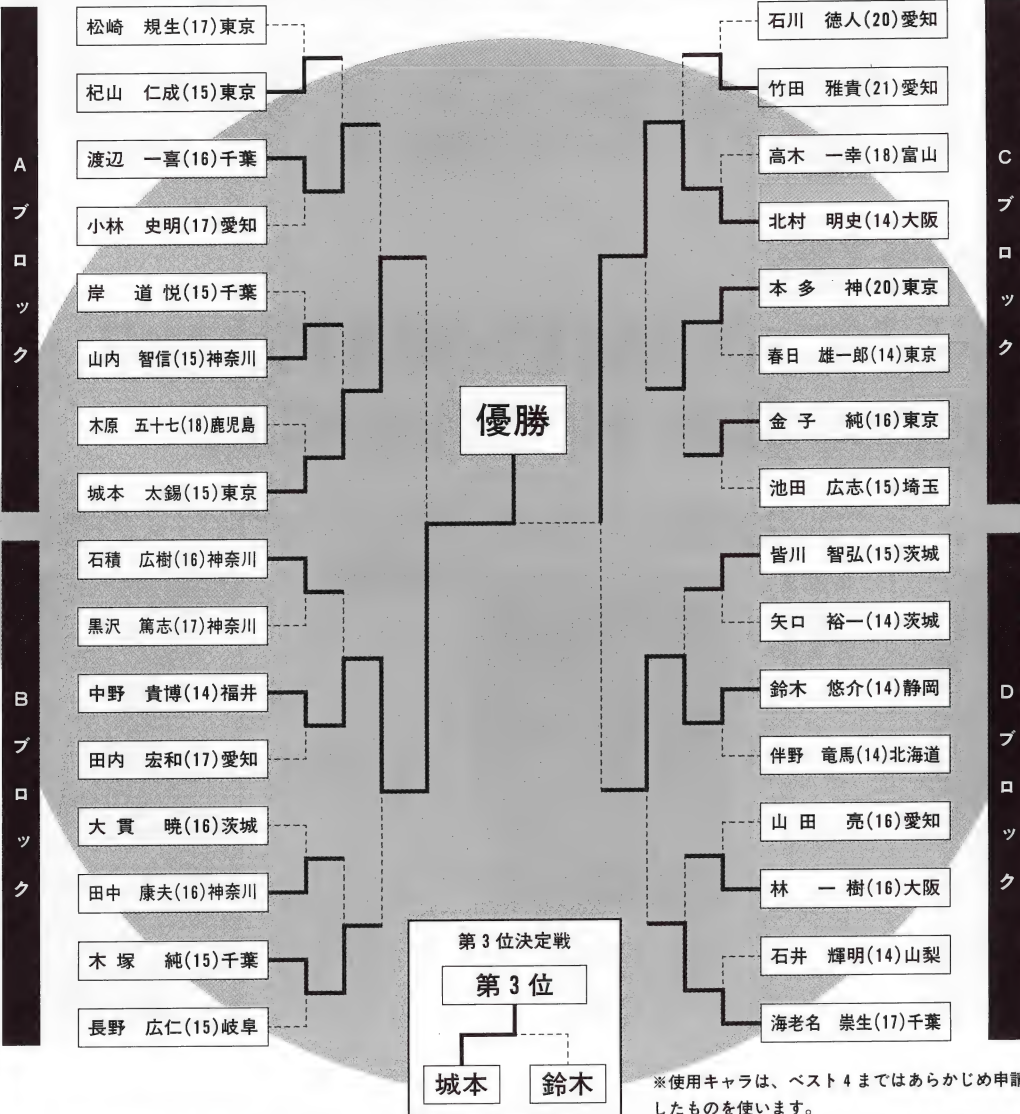 Aブロック
松崎 規生(17)東京
杞山 仁成(15)東京
渡辺 一喜(16)千葉
小林 史明(17)愛知
岸 道悦(15)千葉
山内 智信(15)神奈川
木原 五十七(18)鹿児島
城本 太錫(15)東京
Bブロック
石積 広樹(16)神奈川
黒沢 篤志(17)神奈川
中野 貴博(14)福井
田内 宏和(17)愛知
大貫 暁(16)茨城
田中 康夫(16)神奈川
木塚 純(15)千葉
長野 広仁(15)岐阜
優勝
Cブロック
石川 徳人(20)愛知
竹田 雅貴(21)愛知
高木 一幸(18)富山
北村 明史(14)大阪
本多 神(20)東京
春日 雄一郎(14)東京
金子 純(16)東京
池田 広志(15)埼玉
Dブロック
皆川 智弘(15)茨城
矢口 裕一(14)茨城
鈴木 悠介(14)静岡
伴野 竜馬(14)北海道
山田 亮(16)愛知
林 一樹(16)大阪
石井 輝明(14)山梨
海老名 崇生(17)千葉
第3位決定戦
第3位
城本
鈴木
※使用キャラは、ベスト4まではあらかじめ申請
したものを使います。